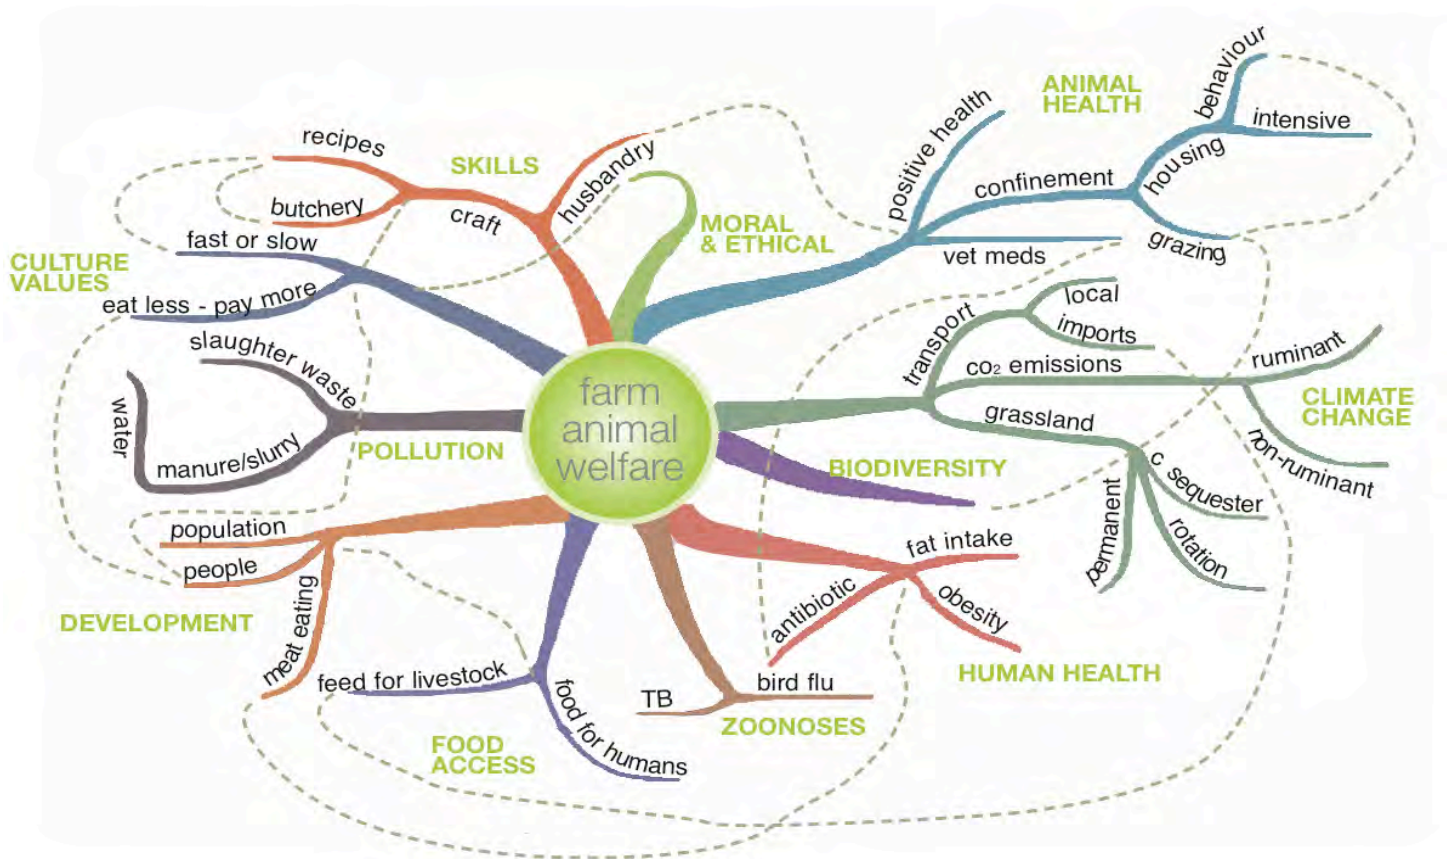 farm
animal
welfare
SKILLS
recipes
butchery
craft
husbandry
MORAL
& ETHICAL
ANIMAL
HEALTH
positive health
confinement
housing
behaviour
intensive
grazing
vet meds
CULTURE
VALUES
fast or slow
eat less - pay more
POLLUTION
slaughter waste
manure/slurry
water
CLIMATE
CHANGE
transport
local
imports
co₂ emissions
ruminant
non-ruminant
grassland
c sequester
rotation
permanent
BIODIVERSITY
DEVELOPMENT
population
people
meat eating
FOOD
ACCESS
feed for livestock
food for humans
ZOONOSES
TB
bird flu
HUMAN HEALTH
fat intake
antibiotic
obesity